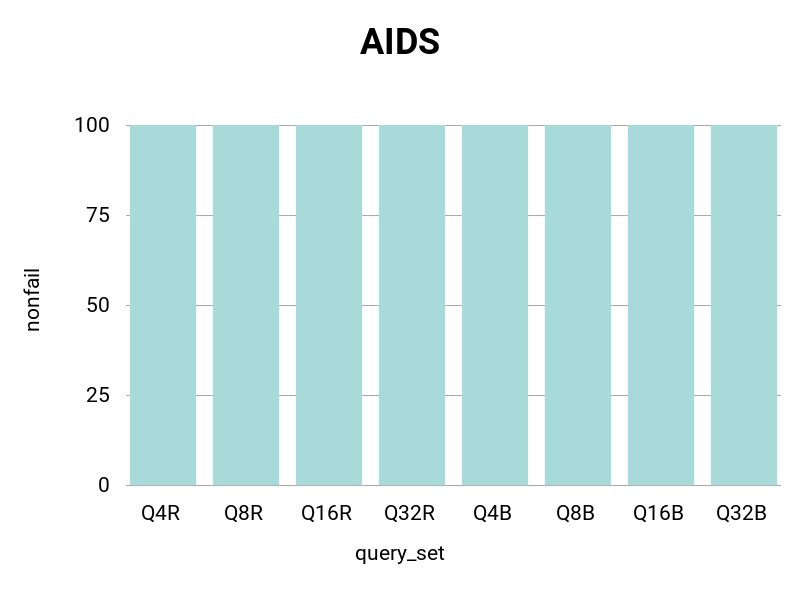 AIDS
100
75
50
25
0
nonfail
Q4R Q8R Q16R Q32R Q4B Q8B Q16B Q32B
query_set